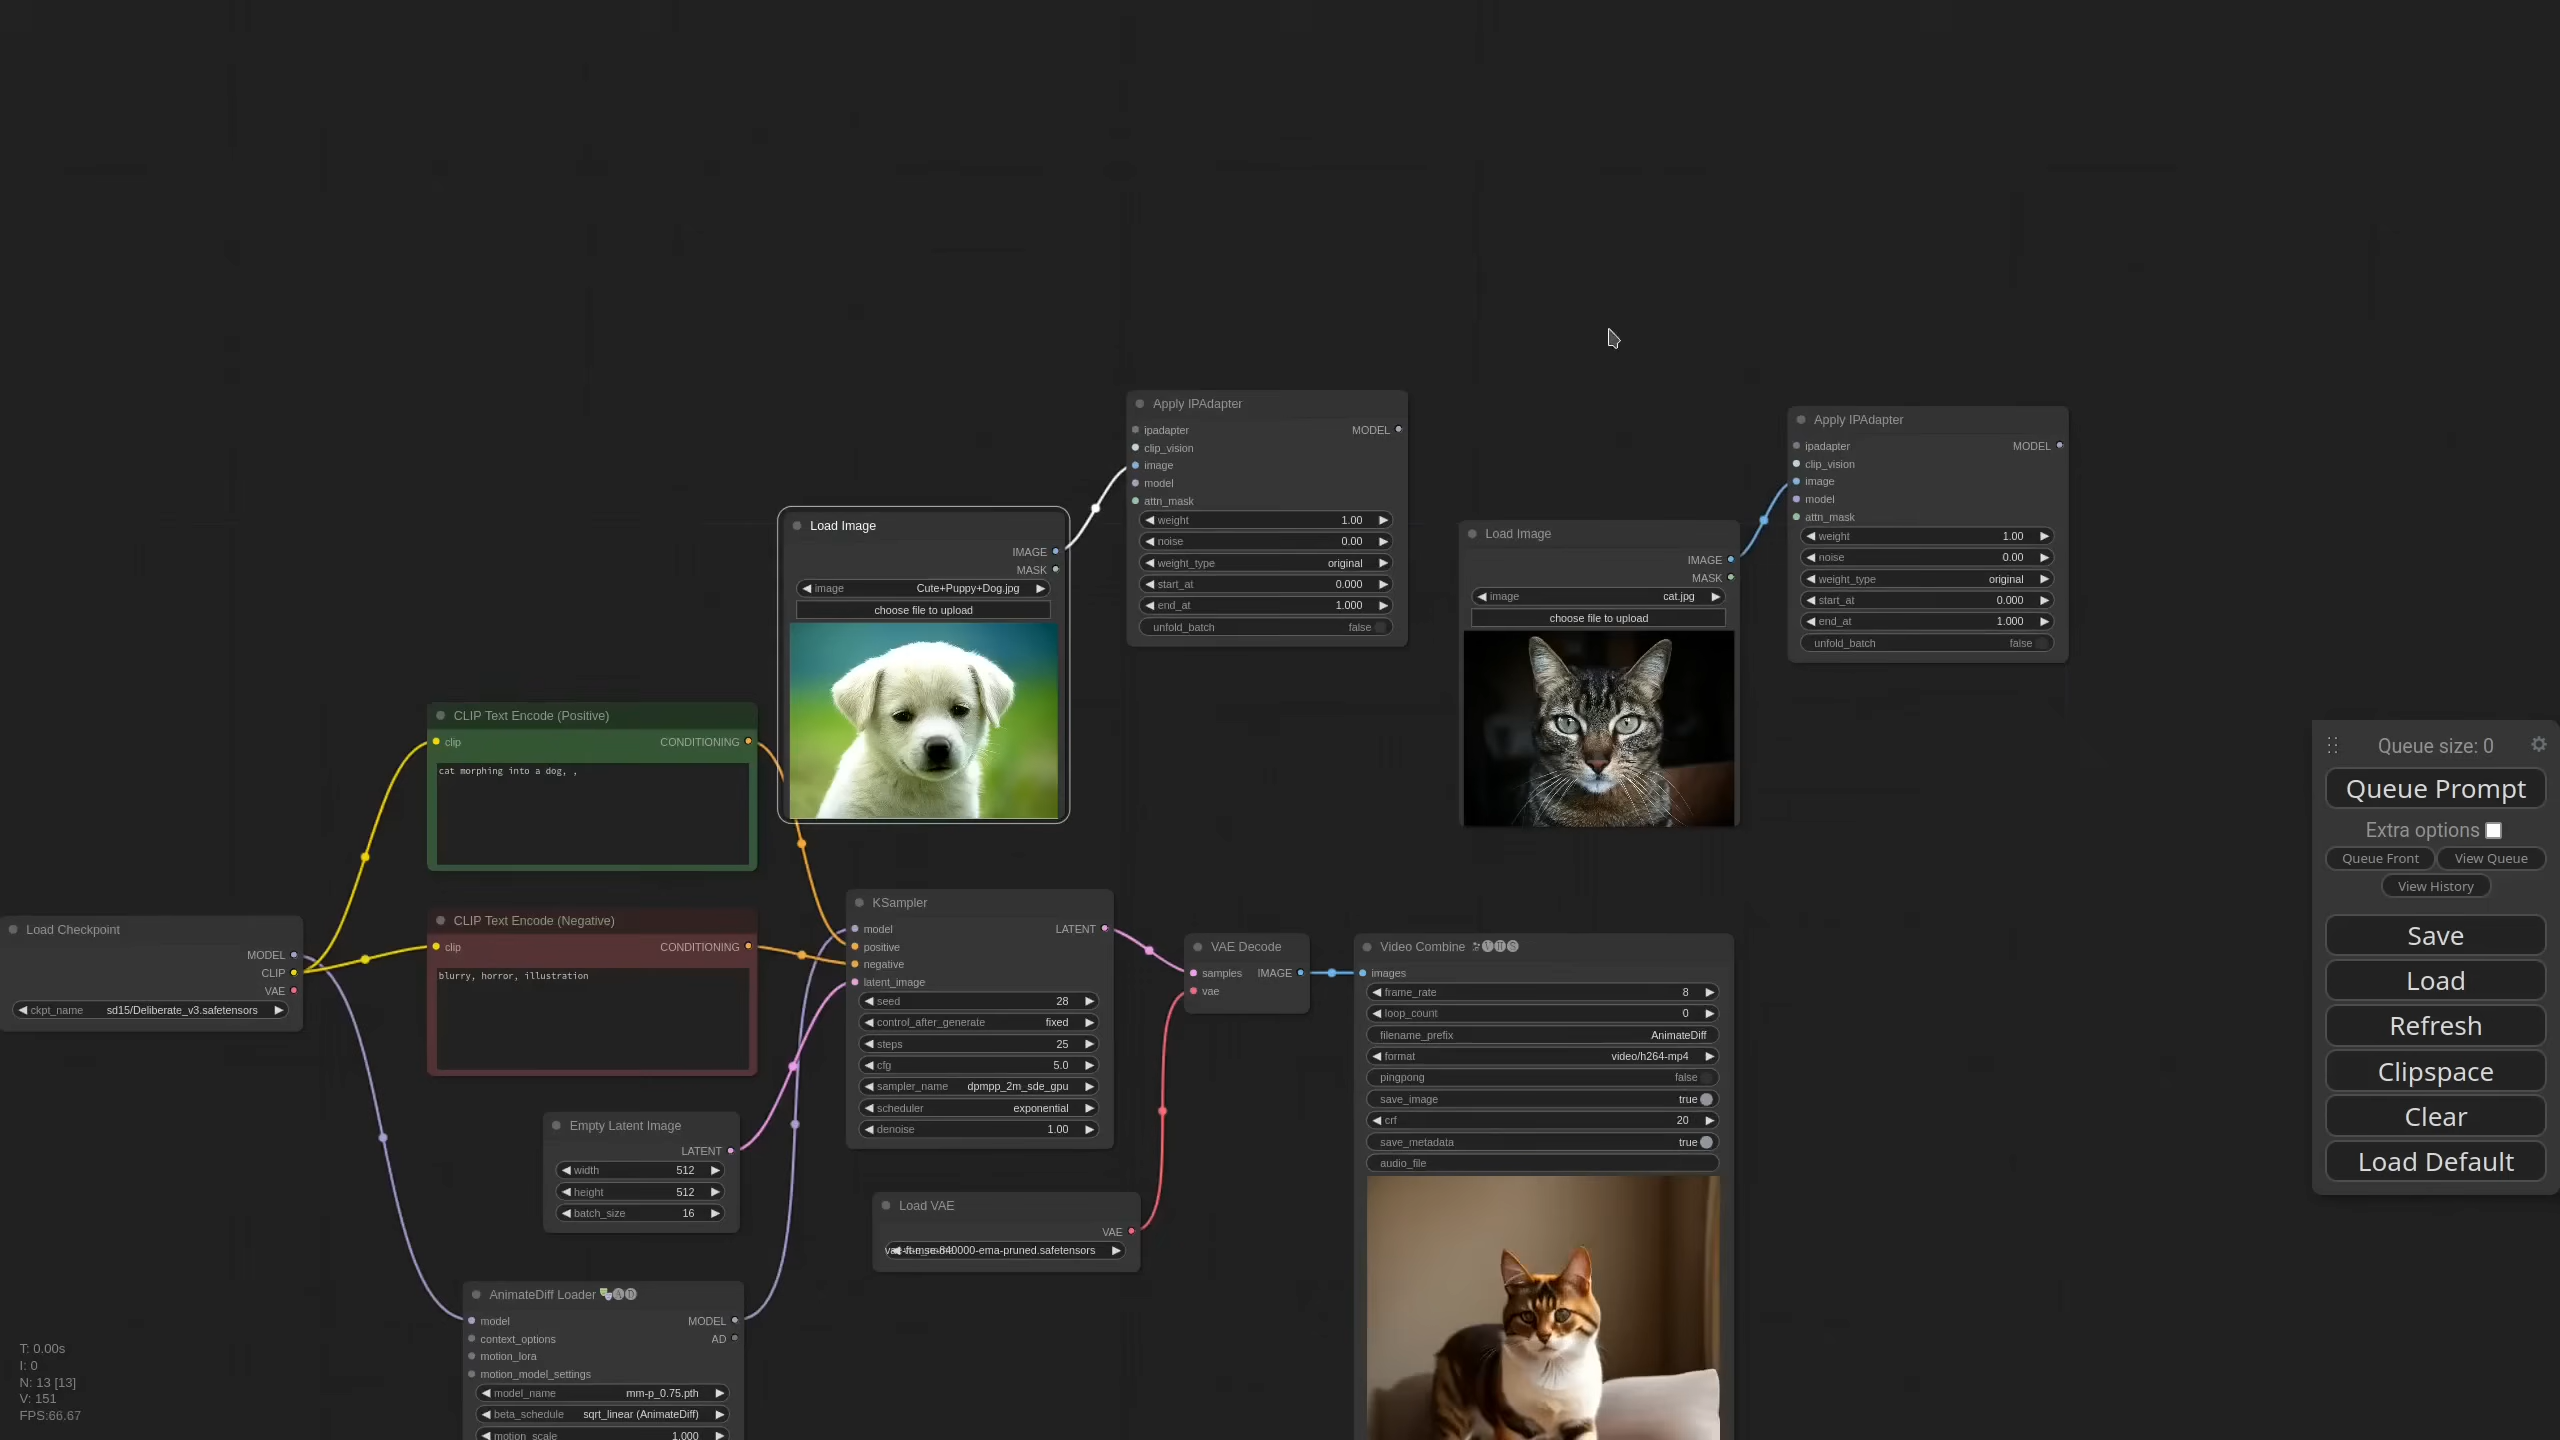 Apply IPAdapter
ipadapter
MODEL
clip_vision
image
model
attn_mask
weight
1.00
noise
0.00
weight_type
original
start_at
0.000
end_at
1.000
unfold_batch
false
Apply IPAdapter
ipadapter
MODEL
clip_vision
image
model
attn_mask
weight
1.00
noise
0.00
weight_type
original
start_at
0.000
end_at
1.000
unfold_batch
false
Load Image
IMAGE
MASK
image
Cute+Puppy+Dog.jpg
choose file to upload
Load Image
IMAGE
MASK
image
cat.jpg
choose file to upload
CLIP Text Encode (Positive)
clip
CONDITIONING
cat morphing into a dog, ,
CLIP Text Encode (Negative)
clip
CONDITIONING
blurry, horror, illustration
Load Checkpoint
MODEL
CLIP
VAE
ckpt_name
sd15/Deliberate_v3.safetensors
KSampler
model
LATENT
positive
negative
latent_image
seed
28
control_after_generate
fixed
steps
25
cfg
5.0
sampler_name
dpmpp_2m_sde_gpu
scheduler
exponential
denoise
1.00
VAE Decode
samples
IMAGE
vae
Video Combine
images
frame_rate
8
loop_count
0
filename_prefix
AnimateDiff
format
video/h264-mp4
pingpong
false
save_image
true
crf
20
save_metadata
true
audio_file
Empty Latent Image
LATENT
width
512
height
512
batch_size
16
Load VAE
VAE
AnimateDiff Loader
model
MODEL
context_options
AD
motion_lora
motion_model_settings
model_name
mm-p_0.75.pth
beta_schedule
sqrt_linear (AnimateDiff)
motion_scale
1.000
Queue size: 0
Queue Prompt
Extra options
Queue Front
View Queue
View History
Save
Load
Refresh
Clipspace
Clear
Load Default
T: 0.00s
I: 0
N: 13 [13]
V: 151
FPS:66.67